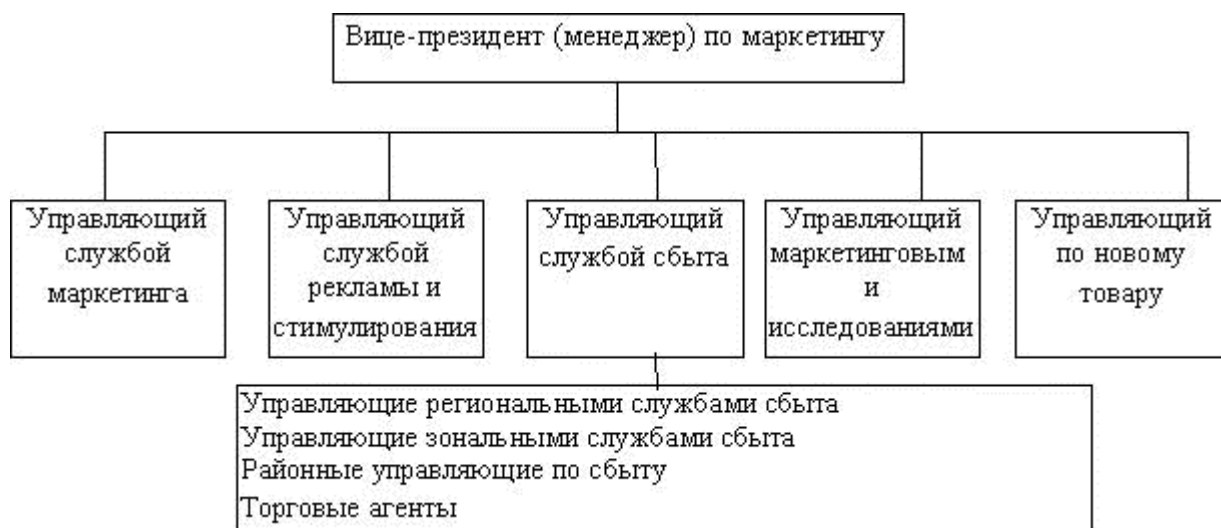 Вице-президент (менеджер) по маркетингу
Управляющий
службой
маркетинга
Управляющий
службой
рекламы и
стимулирования
Управляющий
службой сбыта
Управляющий
маркетинговым
и
исследованиями
Управляющий
по новому
товару
Управляющие региональными службами сбыта
Управляющие зональными службами сбыта
Районные управляющие по сбыту
Торговые агенты